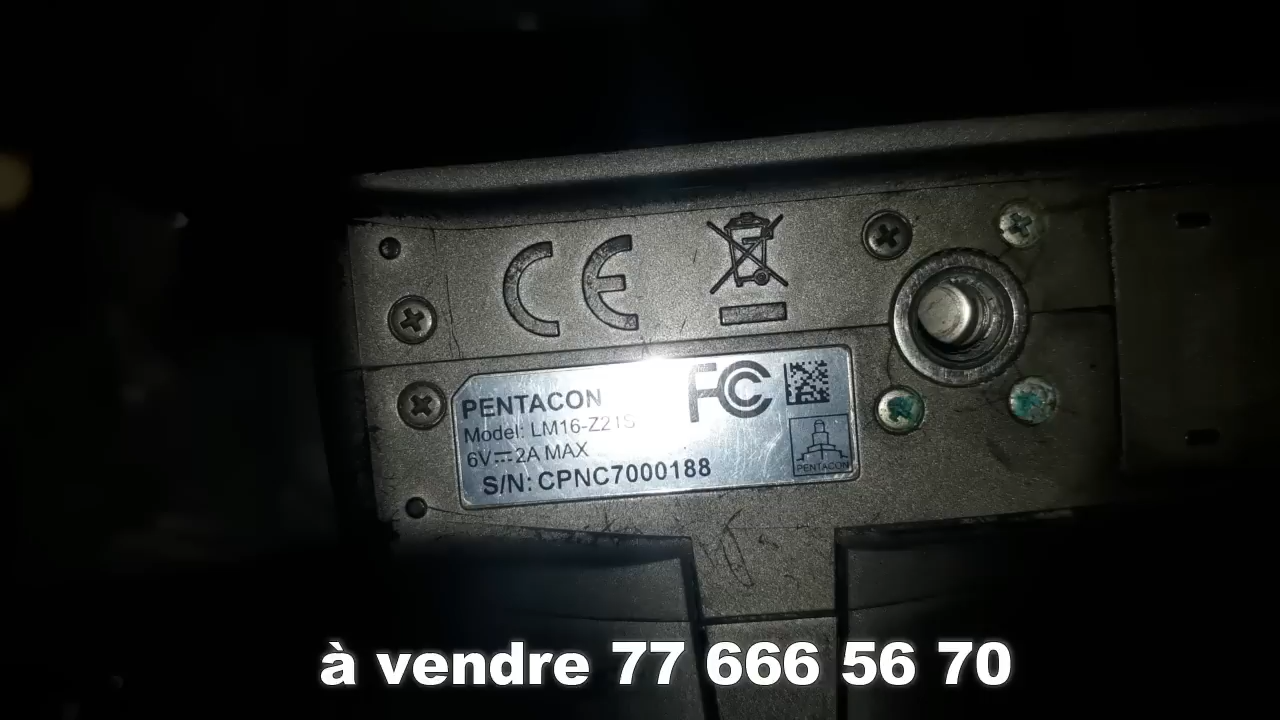 CE
PENTACON
FC
Model: LM16-Z21S
6V⎓2A MAX
PENTACON
S/N: CPNC7000188
à vendre 77 666 56 70